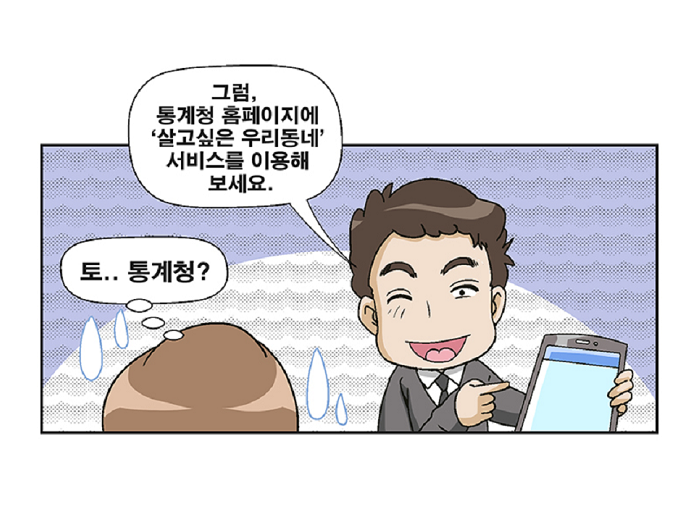 그럼,
통계청 홈페이지에
‘살고싶은 우리동네’
서비스를 이용해
보세요.
토.. 통계청?